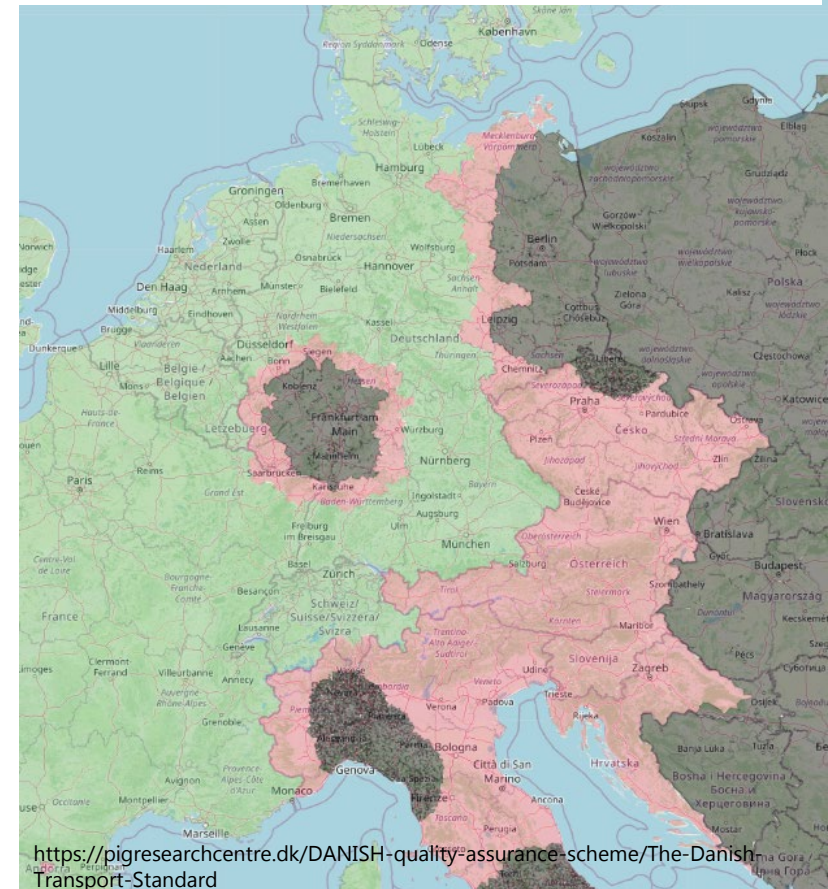 Skåne län
København
Region Syddanmark
Odense
Schleswig-
Holstein
Lübeck
Mecklenburg
Vorpommern
Hamburg
Gdynia
Słupsk
Koszalin
Elbląg
województwo
pomorskie
województwo
zachodniopomorskie
Grudziądz
Groningen
Bremerhaven
Oldenburg
Assen
Bremen
Niedersachsen
Wolfsburg
Norwich
Haarlem
Zwolle
Nederland
Osnabrück
Hannover
Berlin
Potsdam
Gorzów
Wielkopolski
województwo
kujawsko-
pomorskie
Płock
województwo
wielkopolskie
Polska
Den Haag
Arnhem
Münster
Bielefeld
Sachsen-
Anhalt
województwo
lubuskie
Kalisz
województwo
łódzkie
Middelburg
Eindhoven
Nordrhein-
Westfalen
Kassel
Leipzig
Cottbus
Chóśebuz
Zielona
Góra
Brugge
Vlaanderen
Düsseldorf
Deutschland
Dunkerque
Lille
België /
Belgique /
Belgien
Aachen
Bonn
Siegen
Thüringen
Sachsen
Chemnitz
Liberec
województwo
dolnośląskie
Częstochowa
Mons
Koblenz
Hessen
Severozápad
Praha
Severovýchod
Pardubice
Katowice
Hauts-de-
France
Lëtzebuerg
Frankfurt am
Main
Würzburg
Plzeň
Česko
Střední Morava
Ostrava
Mannheim
Nürnberg
Jihozápad
Jihovýchod
Zlín
Žilina
Paris
Reims
Saarbrücken
Karlsruhe
Grand Est
Baden-Württemberg
Ingolstadt
Bayern
České
Budějovice
Slovensko
Augsburg
Freiburg
im Breisgau
Ulm
München
Wien
Bratislava
Oberösterreich
Salzburg
Österreich
Győr
Budapest
Basel
Zürich
Centre-Val
de Loire
Bourgogne-
Franche-
Comté
Besançon
Schweiz/
Suisse/Svizzera/
Svizra
Tirol
Steiermark
Szombathely
Magyarország
Kecskemét
France
Lausanne
Genève
Kärnten
Maribor
Dunántúl
Trentino-
Alto Adige/
Südtirol
Slovenija
Zagreb
Pécs
Суботица
Limoges
Clermont-
Ferrand
Villeurbanne
Annecy
Varese
Udine
Auvergne
Rhône-Alpes
Novara
Lombardia
Veneto
Trieste
Osijek
Grenoble
Piacenza
Verona
Padova
Rijeka
Alessandria
Parma
Bologna
Banja Luka
Tuzla
Provence-
Alpes-Côte
d'Azur
Genova
La Spezia
Città di San
Marino
Hrvatska
Bosna i Hercegovina
Босна и
Херцеговина
Avignon
Monaco
Firenze
Occitanie
Montpellier
Toscana
Ancona
Mostar
Marseille
Perugia
https://pigresearchcentre.dk/DANISH-quality-assurance-scheme/The-Danish-
Transport-Standard
Andorra
Perpignan